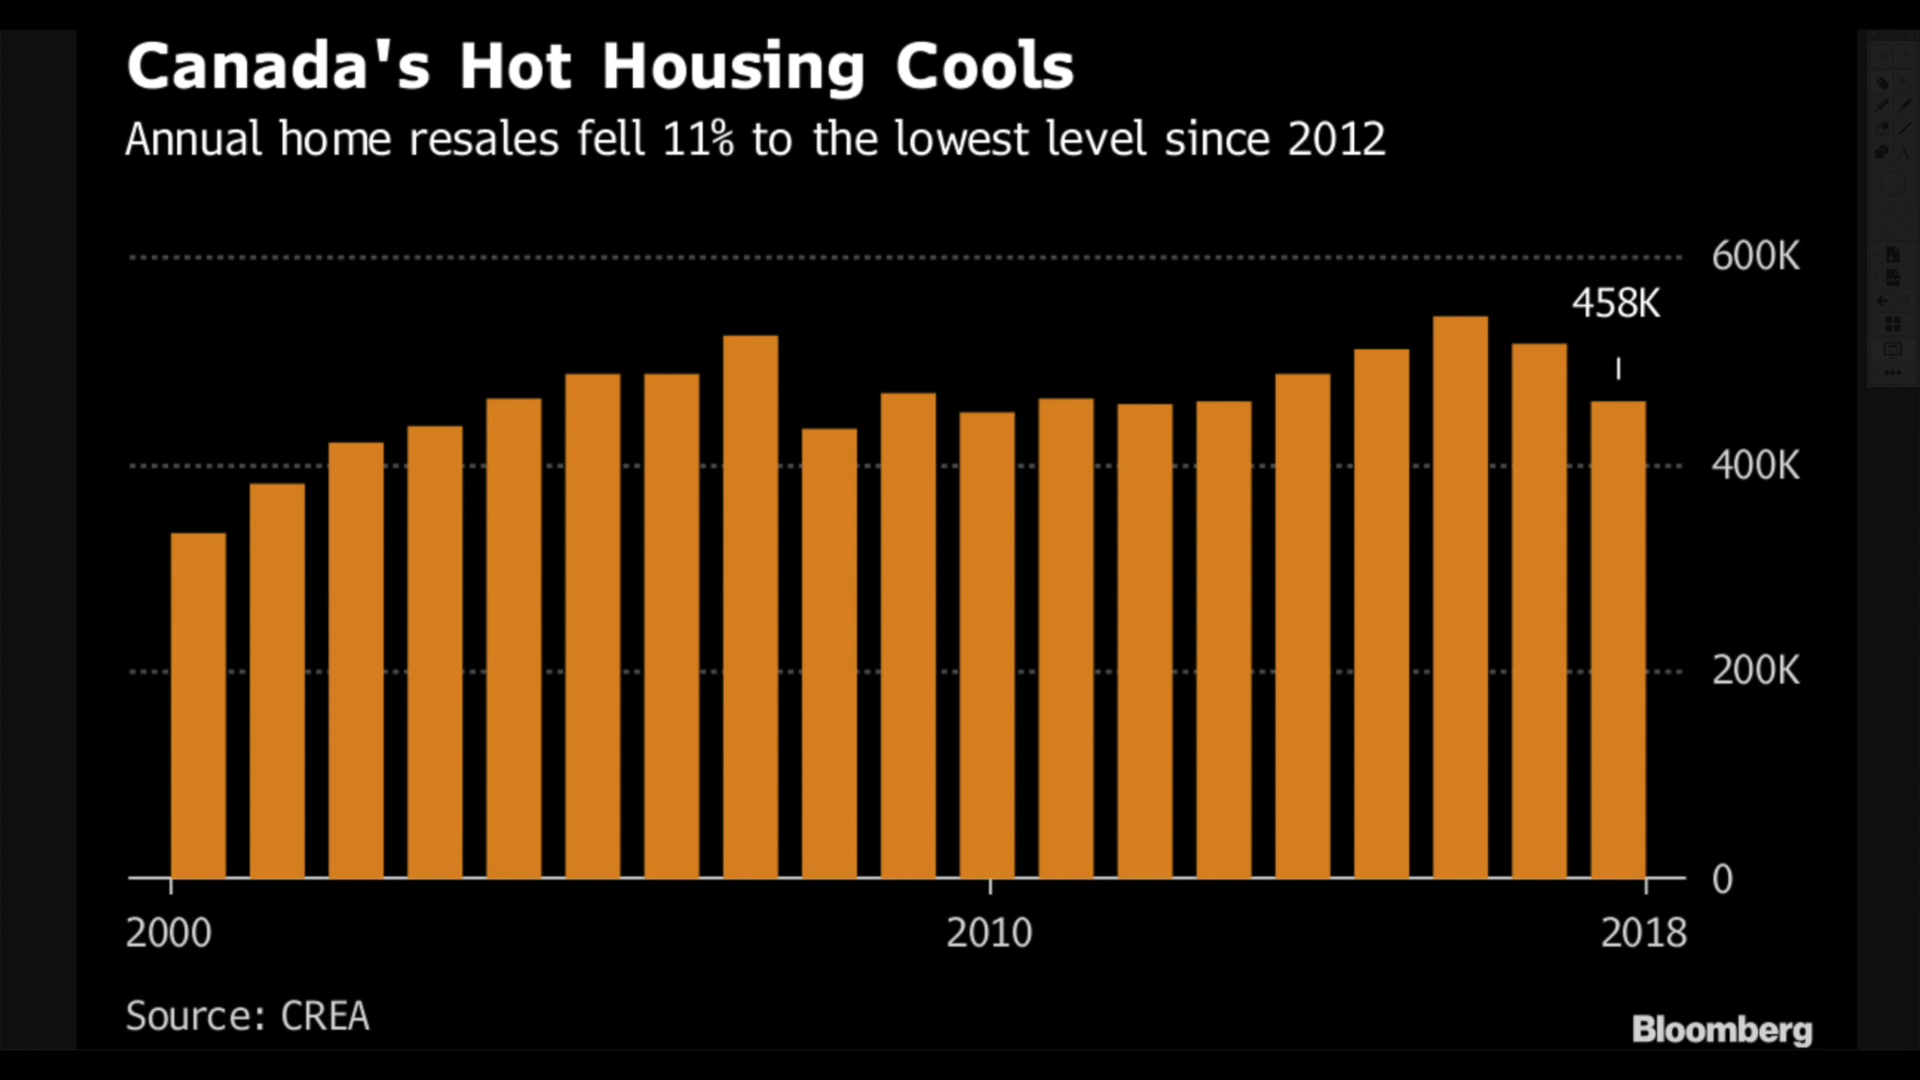 Canada's Hot Housing Cools
Annual home resales fell 11% to the lowest level since 2012
600K
458K
400K
200K
0
2000 2010 2018
Source: CREA
Bloomberg